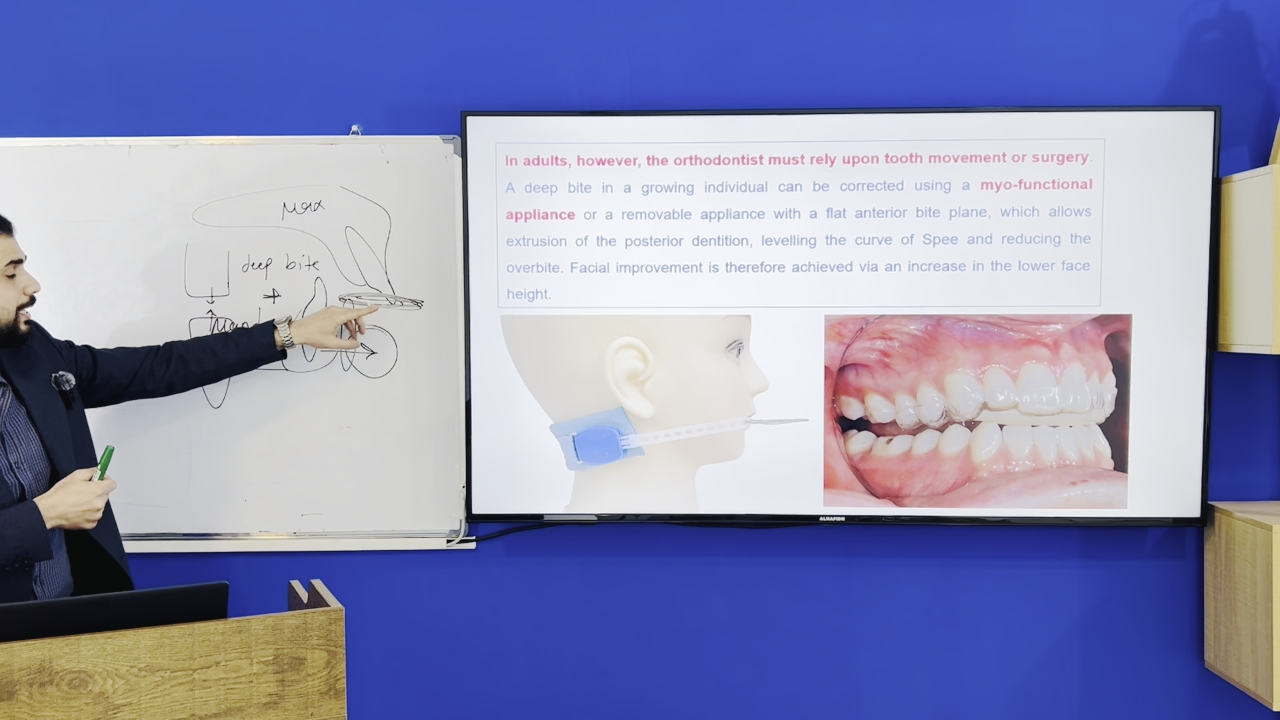 Max
deep bite
In adults, however, the orthodontist must rely upon tooth movement or surgery.
A deep bite in a growing individual can be corrected using a myo-functional
appliance or a removable appliance with a flat anterior bite plane, which allows
extrusion of the posterior dentition, levelling the curve of Spee and reducing the
overbite. Facial improvement is therefore achieved via an increase in the lower face
height.